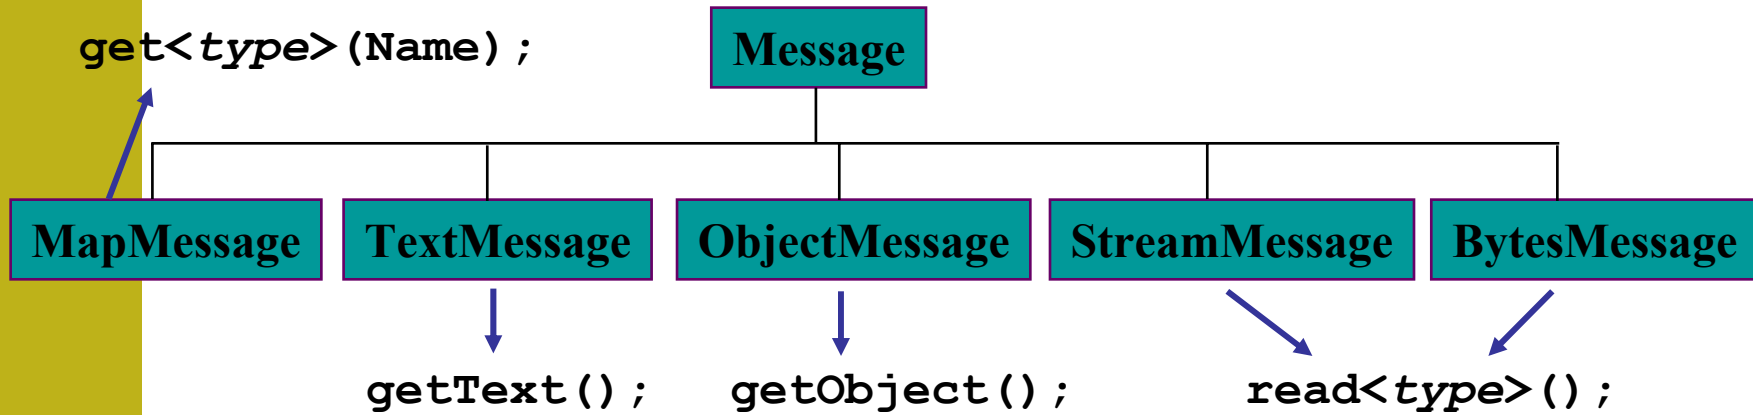 get<type>(Name);
Message
MapMessage
TextMessage
ObjectMessage
StreamMessage
BytesMessage
getText();
getObject();
read<type>();